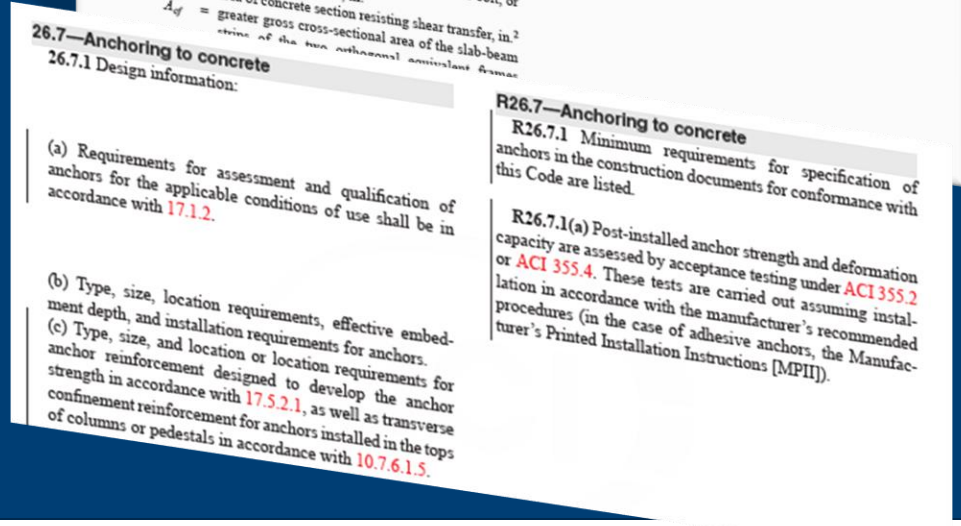 concrete section resisting shear transfer, in.²
A_cf = greater gross cross-sectional area of the slab-beam
strips of the two orthogonal equivalent frames
26.7—Anchoring to concrete
26.7.1 Design information:
(a) Requirements for assessment and qualification of
anchors for the applicable conditions of use shall be in
accordance with 17.1.2.
(b) Type, size, location requirements, effective embed-
ment depth, and installation requirements for anchors.
(c) Type, size, and location or location requirements for
anchor reinforcement designed to develop the anchor
strength in accordance with 17.5.2.1, as well as transverse
confinement reinforcement for anchors installed in the tops
of columns or pedestals in accordance with 10.7.6.1.5.
R26.7—Anchoring to concrete
R26.7.1 Minimum requirements for specification of
anchors in the construction documents for conformance with
this Code are listed.
R26.7.1(a) Post-installed anchor strength and deformation
capacity are assessed by acceptance testing under ACI 355.2
or ACI 355.4. These tests are carried out assuming instal-
lation in accordance with the manufacturer's recommended
procedures (in the case of adhesive anchors, the Manufac-
turer's Printed Installation Instructions [MPII]).